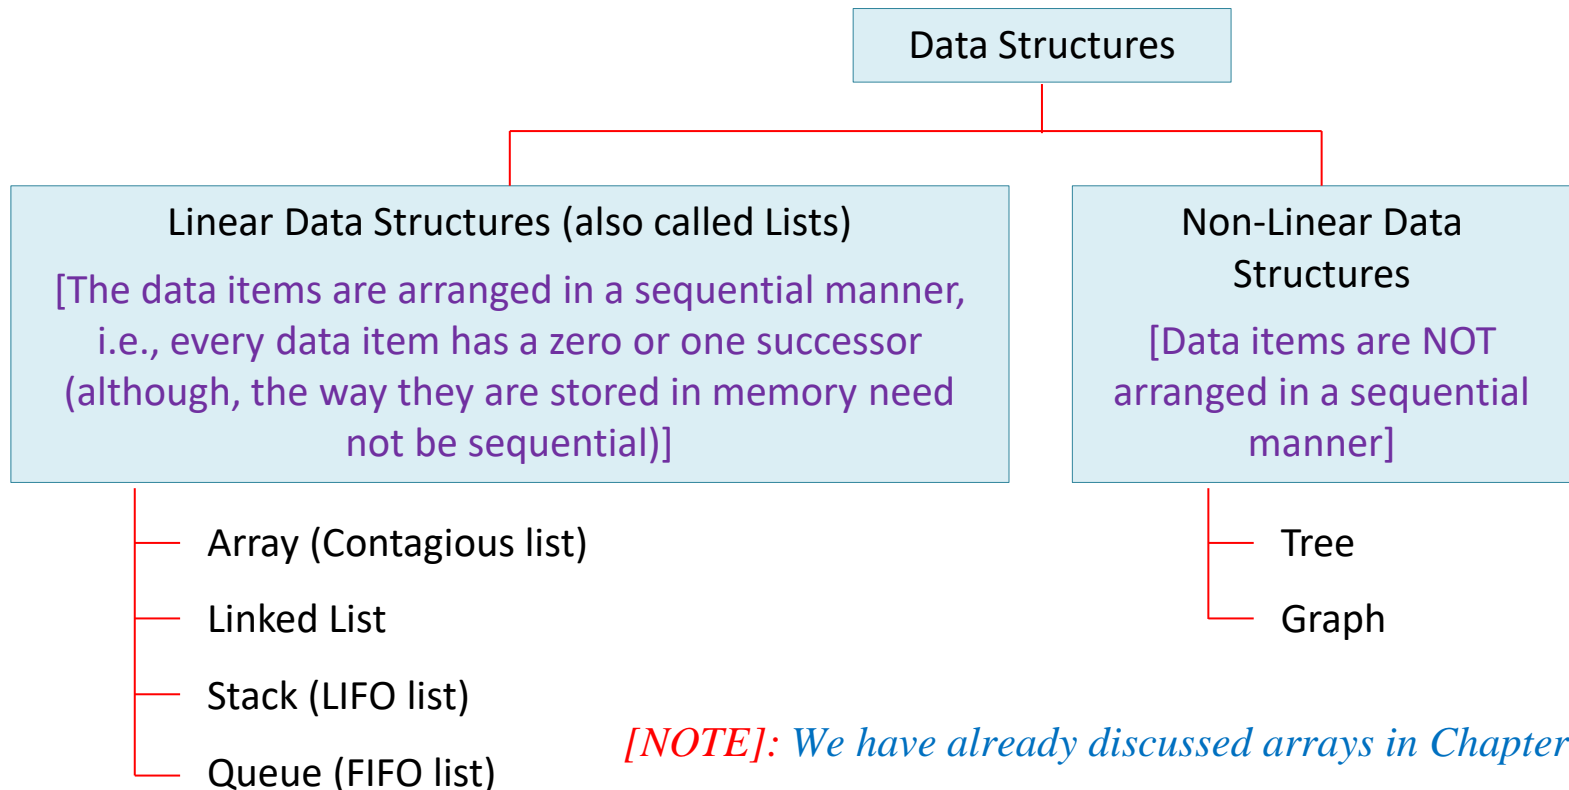 Data Structures
Linear Data Structures (also called Lists)
[The data items are arranged in a sequential manner,
i.e., every data item has a zero or one successor
(although, the way they are stored in memory need
not be sequential)]
Non-Linear Data
Structures
[Data items are NOT
arranged in a sequential
manner]
Array (Contagious list)
Linked List
Stack (LIFO list)
Queue (FIFO list)
Tree
Graph
[NOTE]: We have already discussed arrays in Chapter